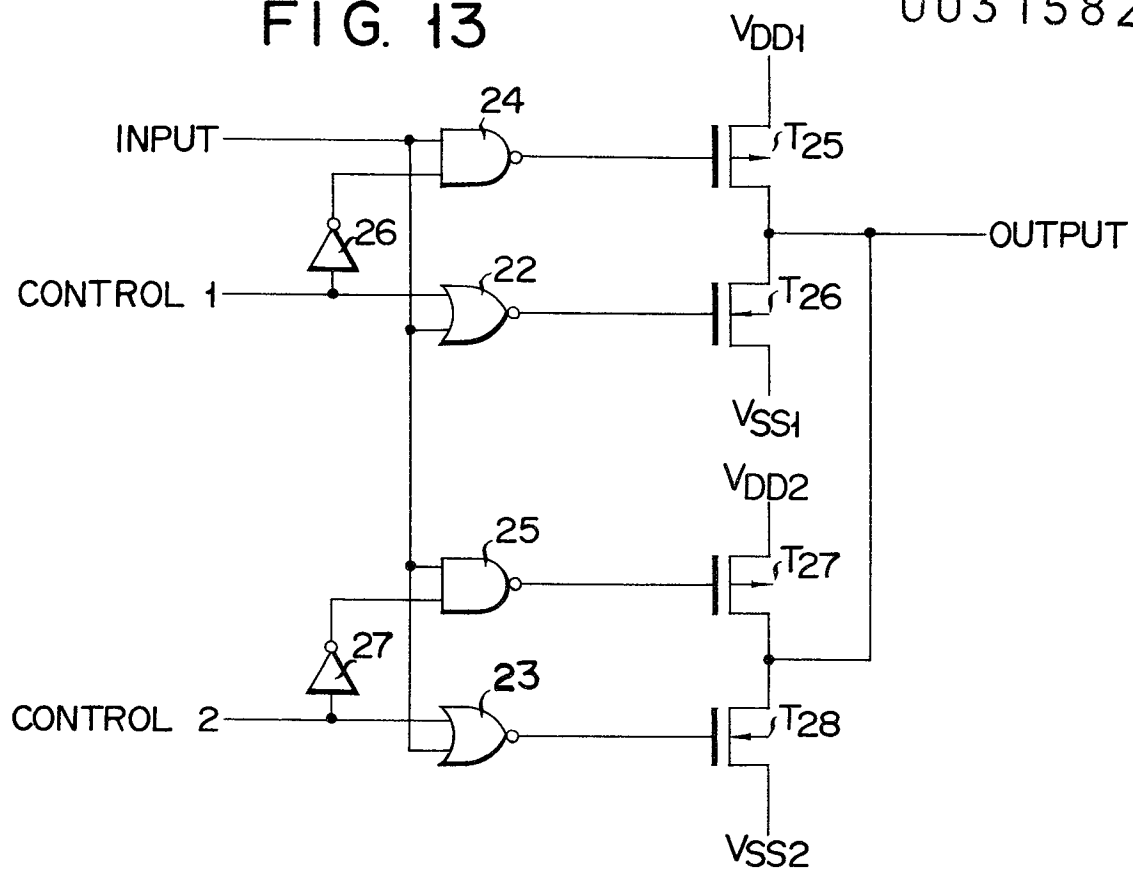 FIG. 13
0031582
VDD1
24
INPUT
T25
26
OUTPUT
22
CONTROL 1
T26
VSS1
VDD2
25
T27
27
23
CONTROL 2
T28
VSS2